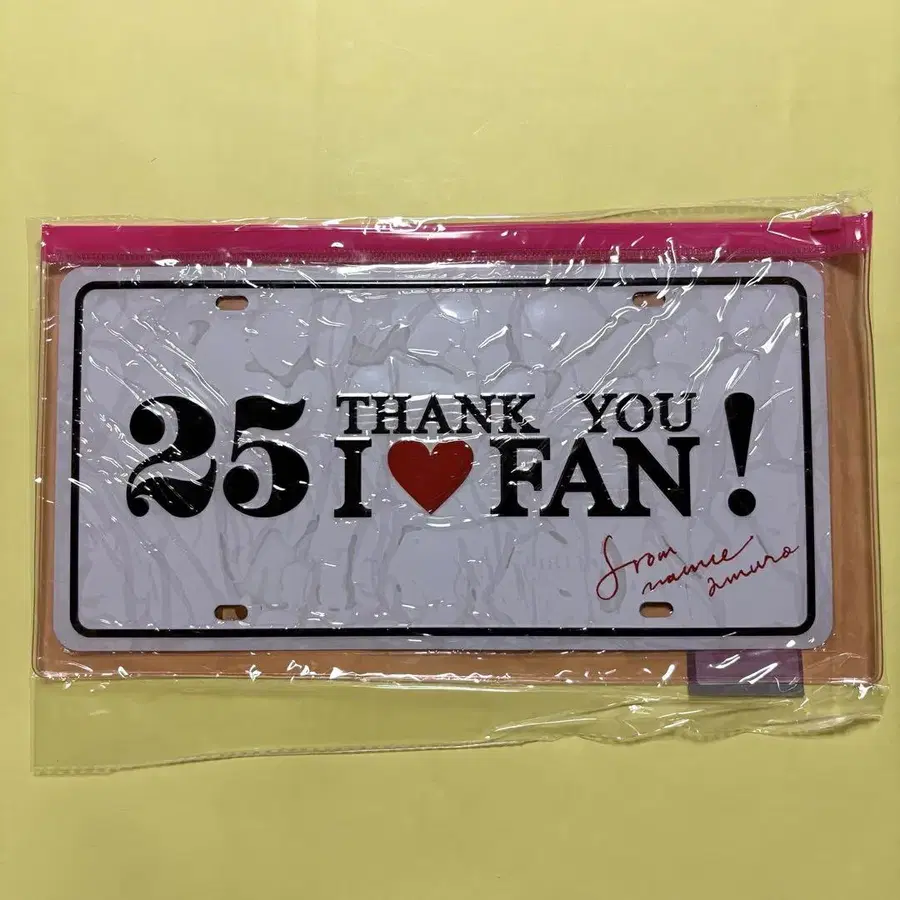 25 THANK YOU
I ♥ FAN !
from
namie
amuro